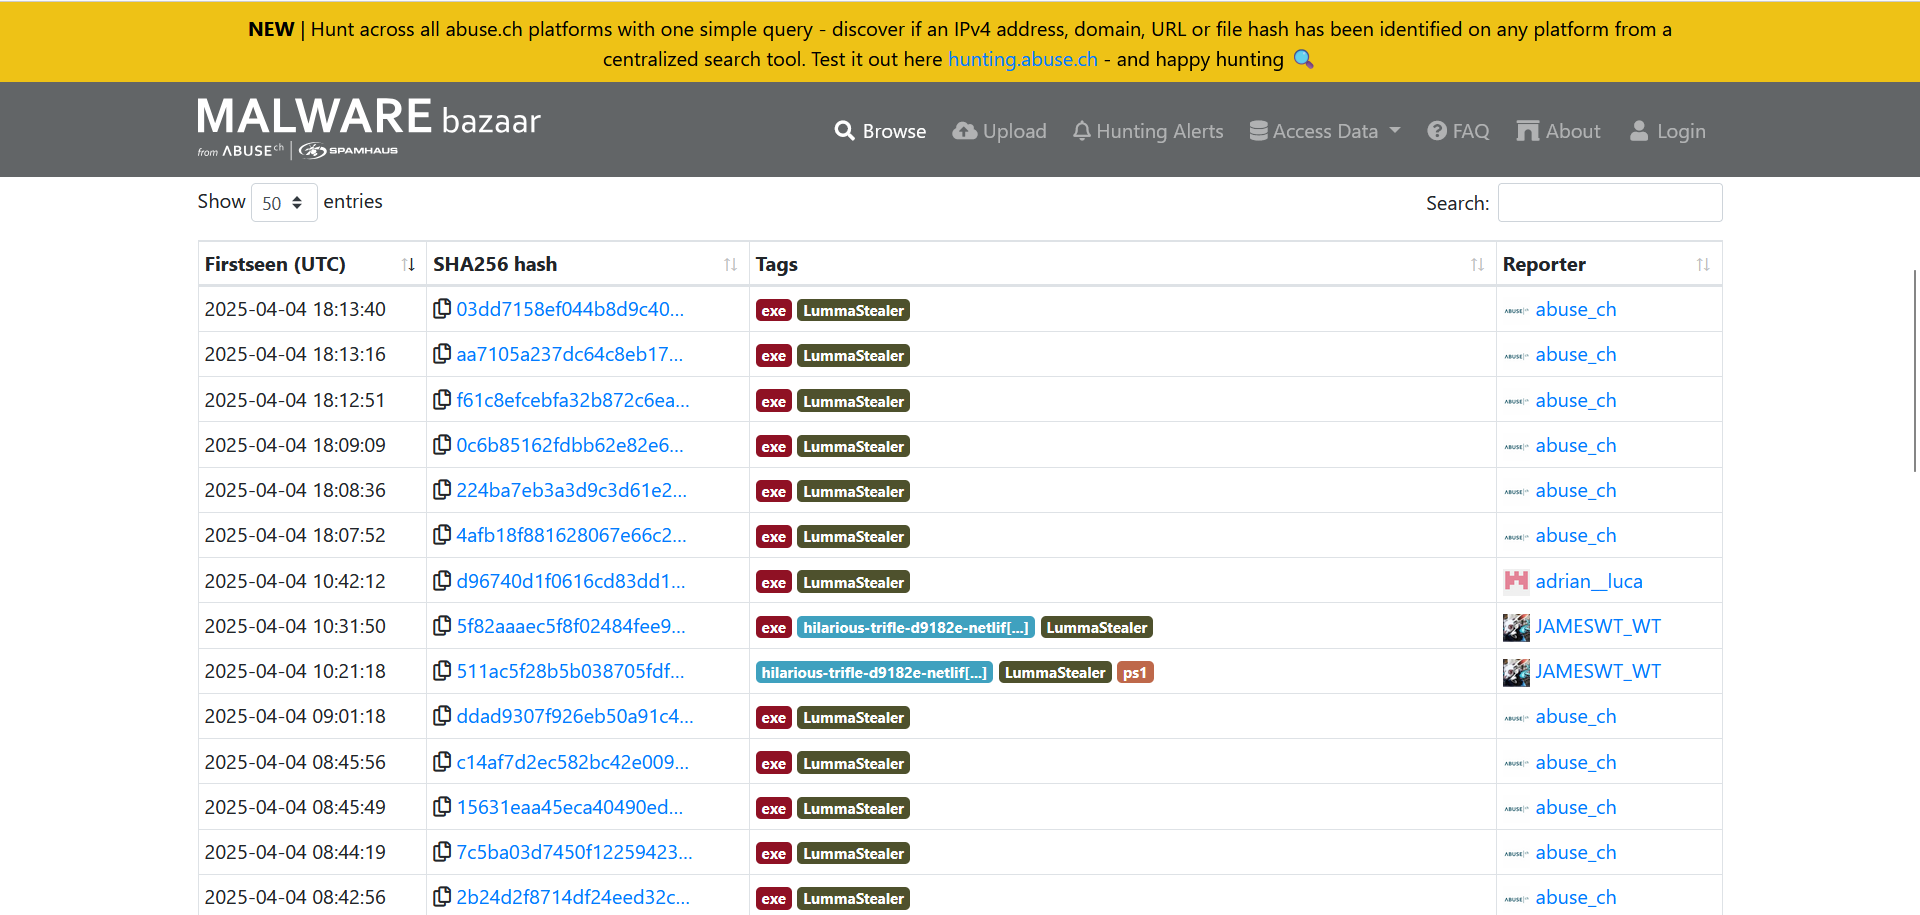 NEW | Hunt across all abuse.ch platforms with one simple query - discover if an IPv4 address, domain, URL or file hash has been identified on any platform from a
centralized search tool. Test it out here hunting.abuse.ch - and happy hunting
MALWARE bazaar
from ABUSE ch | SPAMHAUS
Browse Upload Hunting Alerts Access Data FAQ About Login
Show 50 entries Search:
Firstseen (UTC) SHA256 hash Tags Reporter
2025-04-04 18:13:40 03dd7158ef044b8d9c40... exe LummaStealer abuse_ch
2025-04-04 18:13:16 aa7105a237dc64c8eb17... exe LummaStealer abuse_ch
2025-04-04 18:12:51 f61c8efcebfa32b872c6ea... exe LummaStealer abuse_ch
2025-04-04 18:09:09 0c6b85162fdbb62e82e6... exe LummaStealer abuse_ch
2025-04-04 18:08:36 224ba7eb3a3d9c3d61e2... exe LummaStealer abuse_ch
2025-04-04 18:07:52 4afb18f881628067e66c2... exe LummaStealer abuse_ch
2025-04-04 10:42:12 d96740d1f0616cd83dd1... exe LummaStealer adrian__luca
2025-04-04 10:31:50 5f82aaaec5f8f02484fee9... exe hilarious-trifle-d9182e-netlif[...] LummaStealer JAMESWT_WT
2025-04-04 10:21:18 511ac5f28b5b038705fdf... hilarious-trifle-d9182e-netlif[...] LummaStealer ps1 JAMESWT_WT
2025-04-04 09:01:18 ddad9307f926eb50a91c4... exe LummaStealer abuse_ch
2025-04-04 08:45:56 c14af7d2ec582bc42e009... exe LummaStealer abuse_ch
2025-04-04 08:45:49 15631eaa45eca40490ed... exe LummaStealer abuse_ch
2025-04-04 08:44:19 7c5ba03d7450f12259423... exe LummaStealer abuse_ch
2025-04-04 08:42:56 2b24d2f8714df24eed32c... exe LummaStealer abuse_ch